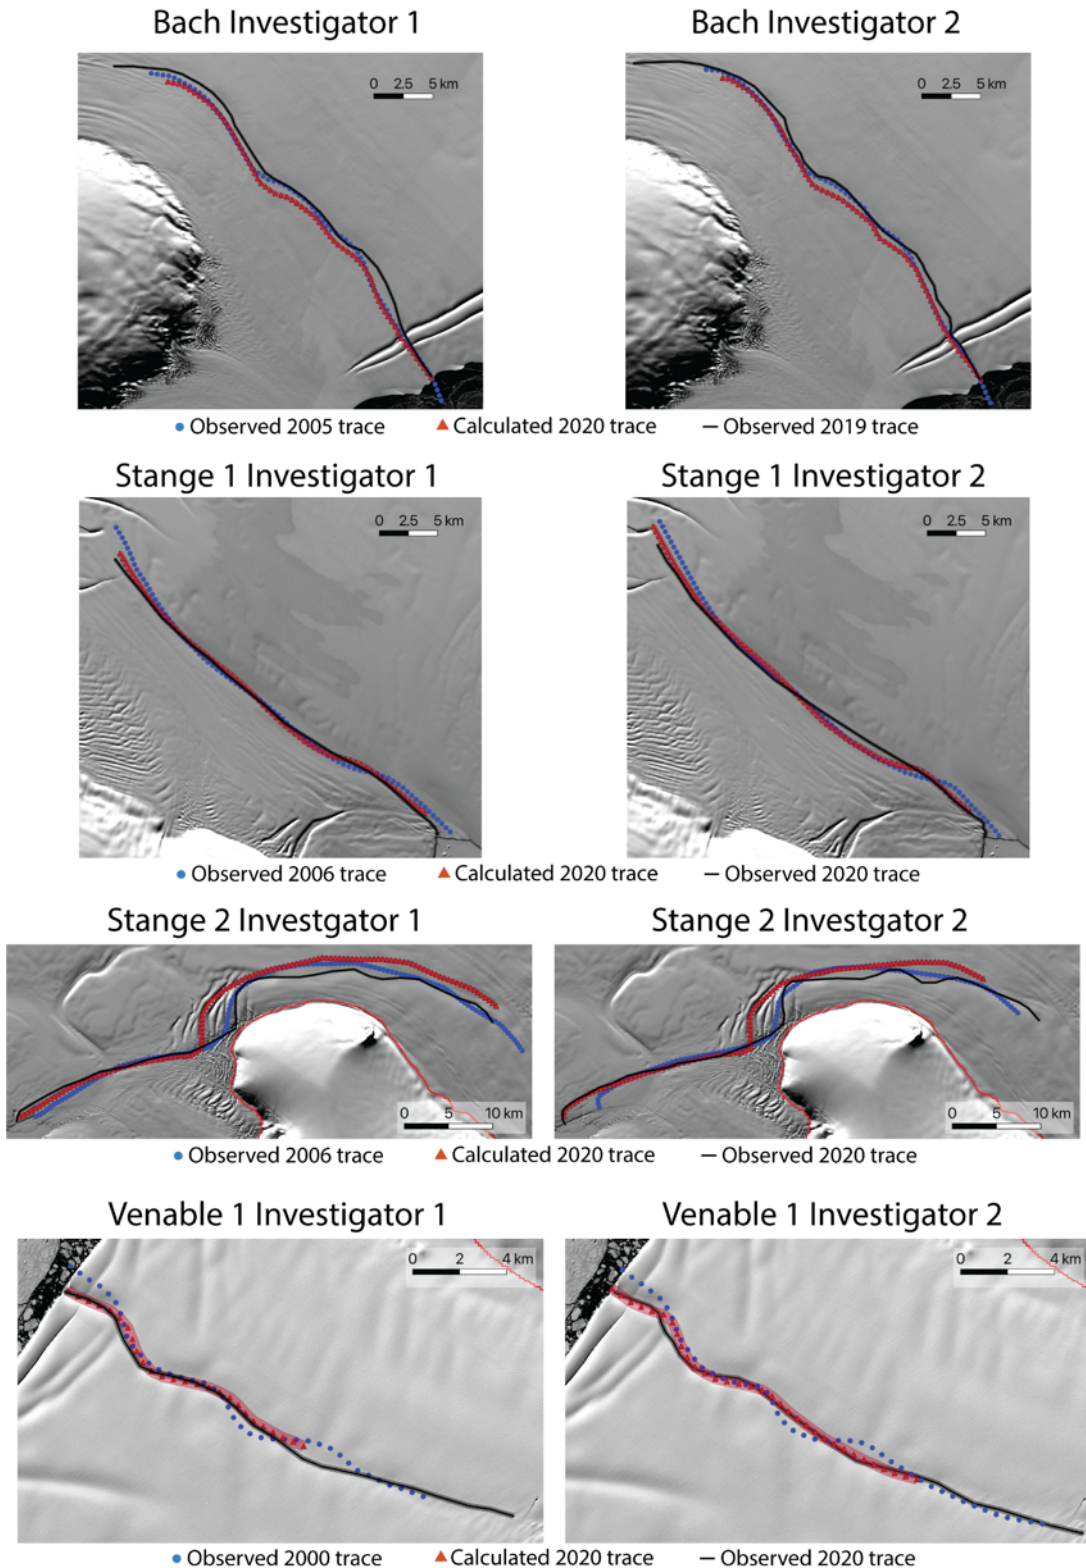 Bach Investigator 1
Bach Investigator 2
0 2.5 5 km
0 2.5 5 km
Observed 2005 trace Calculated 2020 trace Observed 2019 trace
Stange 1 Investigator 1
Stange 1 Investigator 2
0 2.5 5 km
0 2.5 5 km
Observed 2006 trace Calculated 2020 trace Observed 2020 trace
Stange 2 Investgator 1
Stange 2 Investgator 2
0 5 10 km
0 5 10 km
Observed 2006 trace Calculated 2020 trace Observed 2020 trace
Venable 1 Investigator 1
Venable 1 Investigator 2
0 2 4 km
0 2 4 km
Observed 2000 trace Calculated 2020 trace Observed 2020 trace